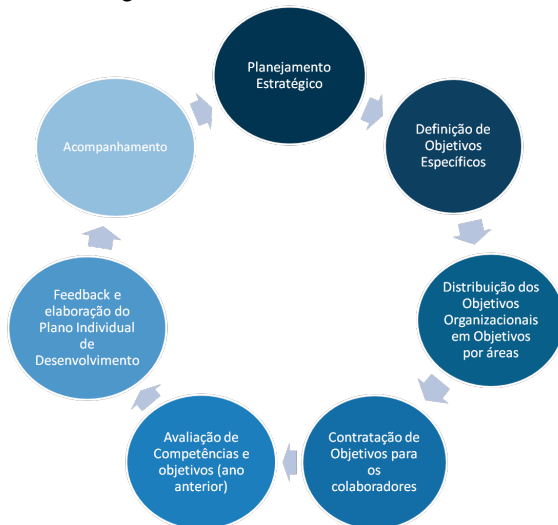 Planejamento
Estratégico
Definição de
Objetivos
Específicos
Distribuição dos
Objetivos
Organizacionais
em Objetivos
por áreas
Contratação de
Objetivos para
os
colaboradores
Avaliação de
Competências e
objetivos (ano
anterior)
Feedback e
elaboração do
Plano Individual
de
Desenvolvimento
Acompanhamento